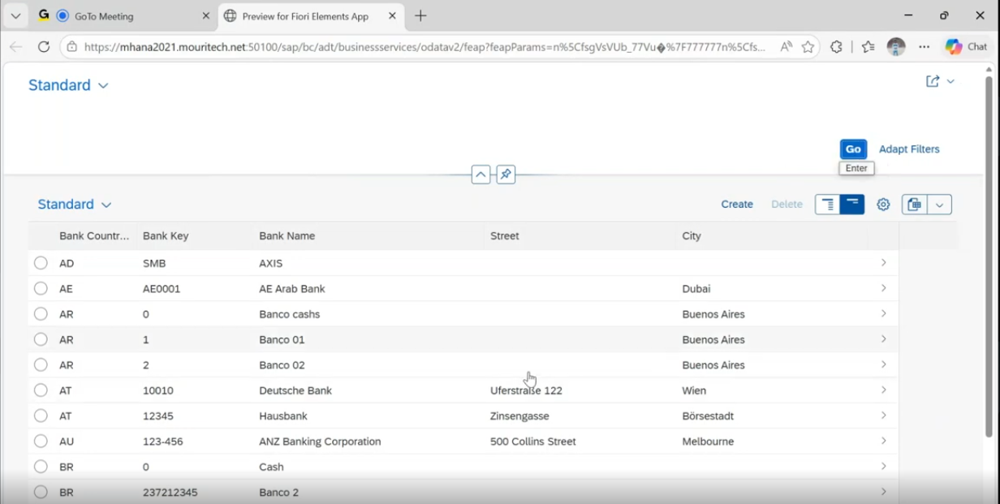 GoTo Meeting
Preview for Fiori Elements App
https://mhana2021.mouritech.net:50100/sap/bc/adt/businessservices/odatav2/feap?feapParams=n%5CfsgVsVUb_77Vu�%7F777777n%5Cfs...
Chat
Standard
Go Adapt Filters
Enter
Standard Create Delete
Bank Countr... Bank Key Bank Name Street City
AD SMB AXIS
AE AE0001 AE Arab Bank Dubai
AR 0 Banco cashs Buenos Aires
AR 1 Banco 01 Buenos Aires
AR 2 Banco 02 Buenos Aires
AT 10010 Deutsche Bank Uferstraße 122 Wien
AT 12345 Hausbank Zinsengasse Börsestadt
AU 123-456 ANZ Banking Corporation 500 Collins Street Melbourne
BR 0 Cash
BR 237212345 Banco 2